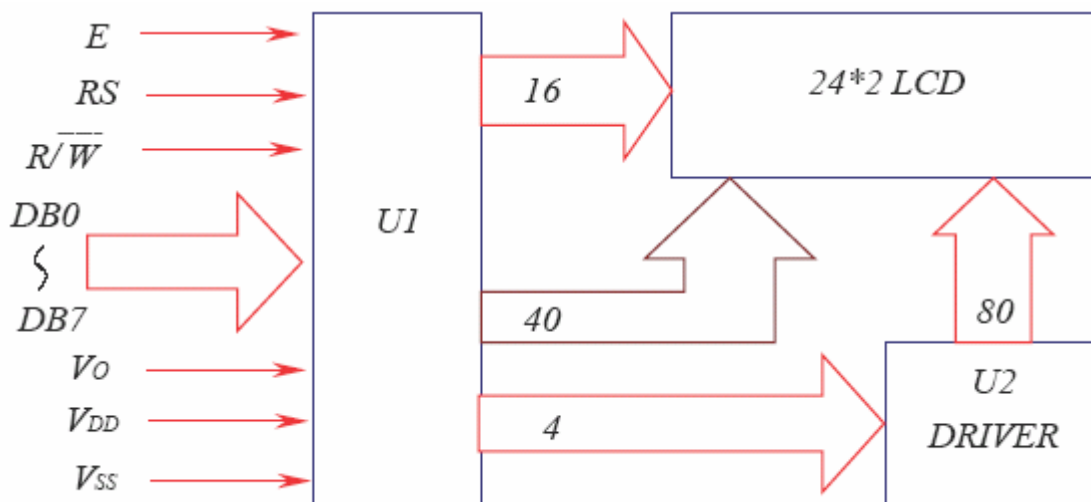 E
RS
R/W̅
DB0
DB7
VO
VDD
VSS
U1
16
40
4
24*2 LCD
80
U2
DRIVER